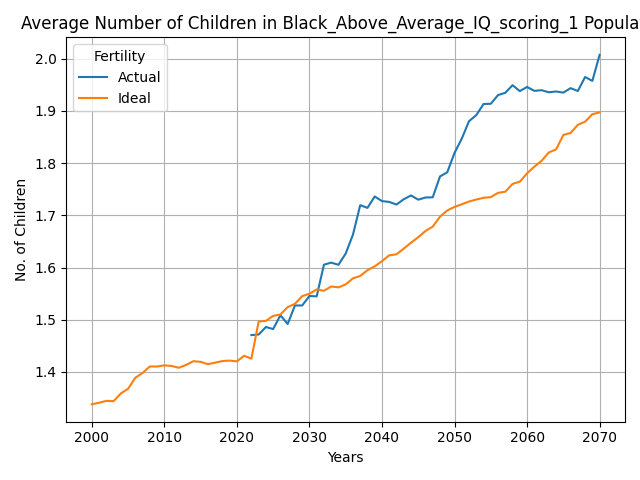 Average Number of Children in Black_Above_Average_IQ_scoring_1 Popula
Fertility
Actual
Ideal
2.0
1.9
1.8
1.7
1.6
1.5
1.4
No. of Children
2000 2010 2020 2030 2040 2050 2060 2070
Years